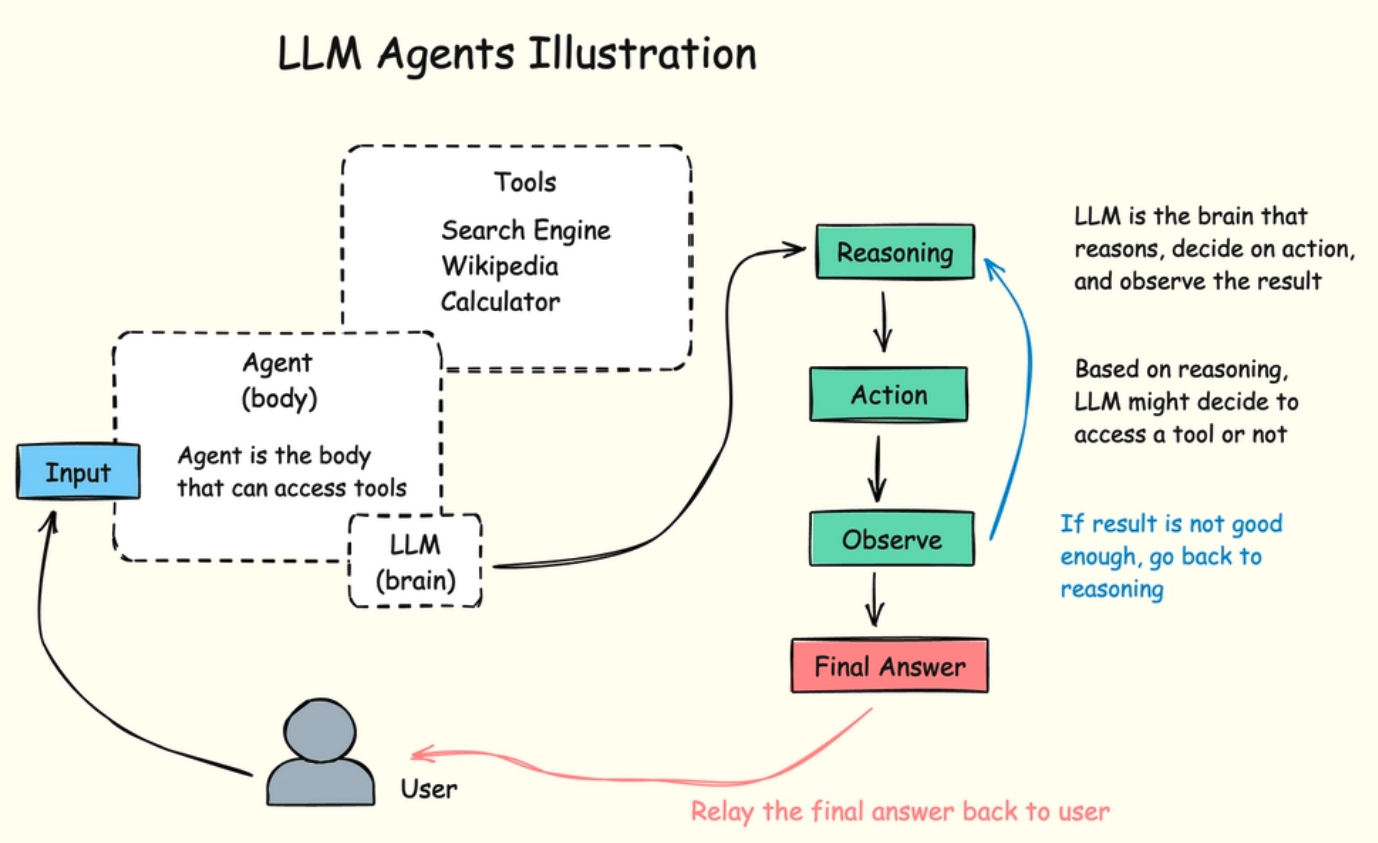 LLM Agents Illustration
Tools
Search Engine
Wikipedia
Calculator
Agent
(body)
Agent is the body
that can access tools
Input
LLM
(brain)
User
Reasoning
Action
Observe
Final Answer
LLM is the brain that
reasons, decide on action,
and observe the result
Based on reasoning,
LLM might decide to
access a tool or not
If result is not good
enough, go back to
reasoning
Relay the final answer back to user